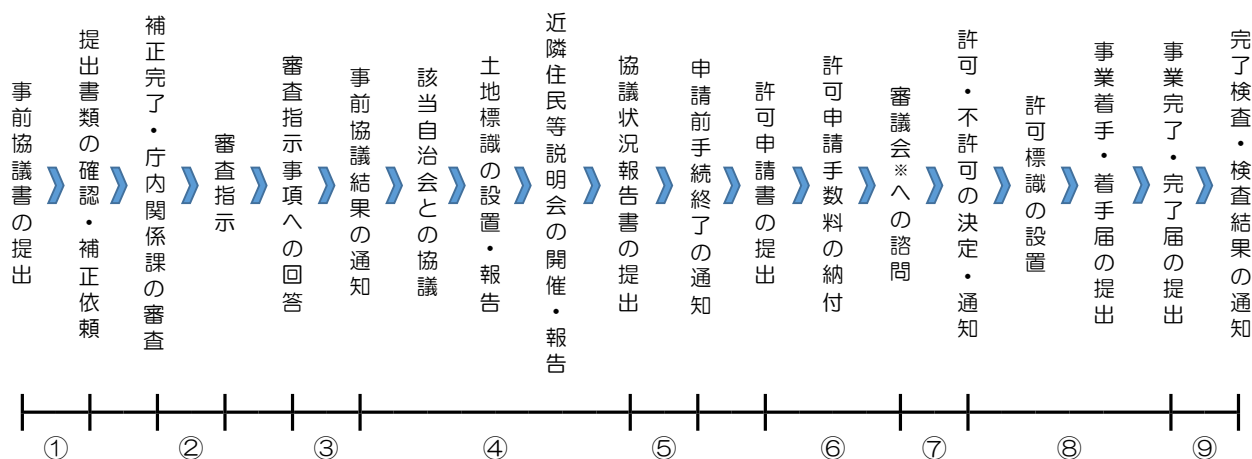 事前協議書の提出
提出書類の確認・補正依頼
補正完了・庁内関係課の審査
審査指示
審査指示事項への回答
事前協議結果の通知
該当自治会との協議
土地標識の設置・報告
近隣住民等説明会の開催・報告
協議状況報告書の提出
申請前手続終了の通知
許可申請書の提出
許可申請手数料の納付
審議会※への諮問
許可・不許可の決定・通知
許可標識の設置
事業着手・着手届の提出
事業完了・完了届の提出
完了検査・検査結果の通知
① ② ③ ④ ⑤ ⑥ ⑦ ⑧ ⑨